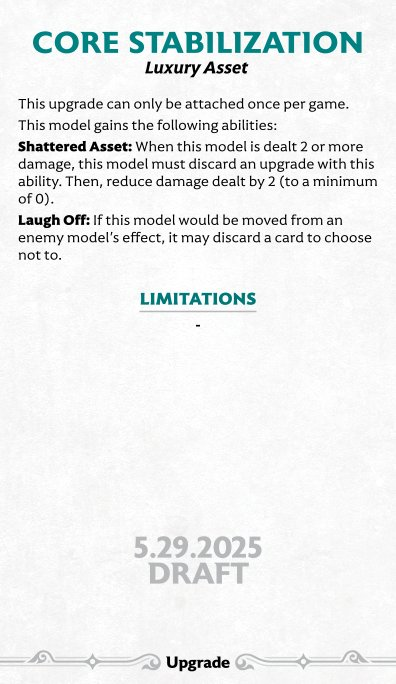 CORE STABILIZATION
Luxury Asset
This upgrade can only be attached once per game.
This model gains the following abilities:
Shattered Asset: When this model is dealt 2 or more
damage, this model must discard an upgrade with this
ability. Then, reduce damage dealt by 2 (to a minimum
of 0).
Laugh Off: If this model would be moved from an
enemy model's effect, it may discard a card to choose
not to.
LIMITATIONS
-
5.29.2025
DRAFT
Upgrade